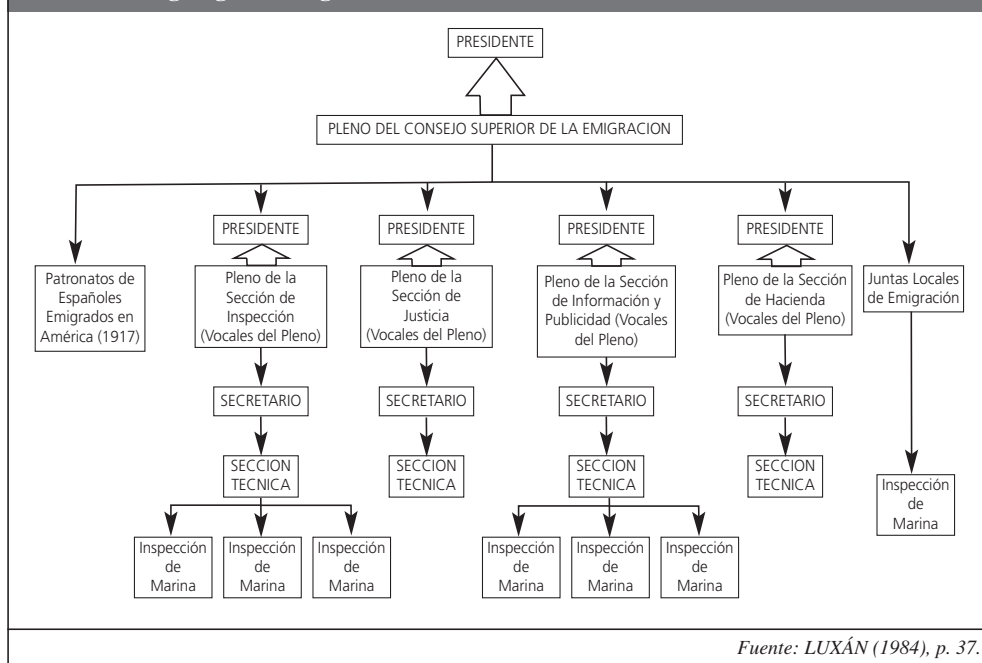 PRESIDENTE
PLENO DEL CONSEJO SUPERIOR DE LA EMIGRACION
PRESIDENTE
PRESIDENTE
PRESIDENTE
PRESIDENTE
Patronatos de
Españoles
Emigrados en
América (1917)
Pleno de la
Sección de
Inspección
(Vocales del Pleno)
Pleno de la
Sección de
Justicia
(Vocales del Pleno)
Pleno de la Sección
de Información y
Publicidad (Vocales
del Pleno)
Pleno de la Sección
de Hacienda
(Vocales del Pleno)
Juntas Locales
de Emigración
SECRETARIO
SECRETARIO
SECRETARIO
SECRETARIO
SECCION
TECNICA
SECCION
TECNICA
SECCION
TECNICA
SECCION
TECNICA
Inspección
de
Marina
Inspección
de
Marina
Inspección
de
Marina
Inspección
de
Marina
Inspección
de
Marina
Inspección
de
Marina
Inspección
de
Marina
Fuente: LUXÁN (1984), p. 37.